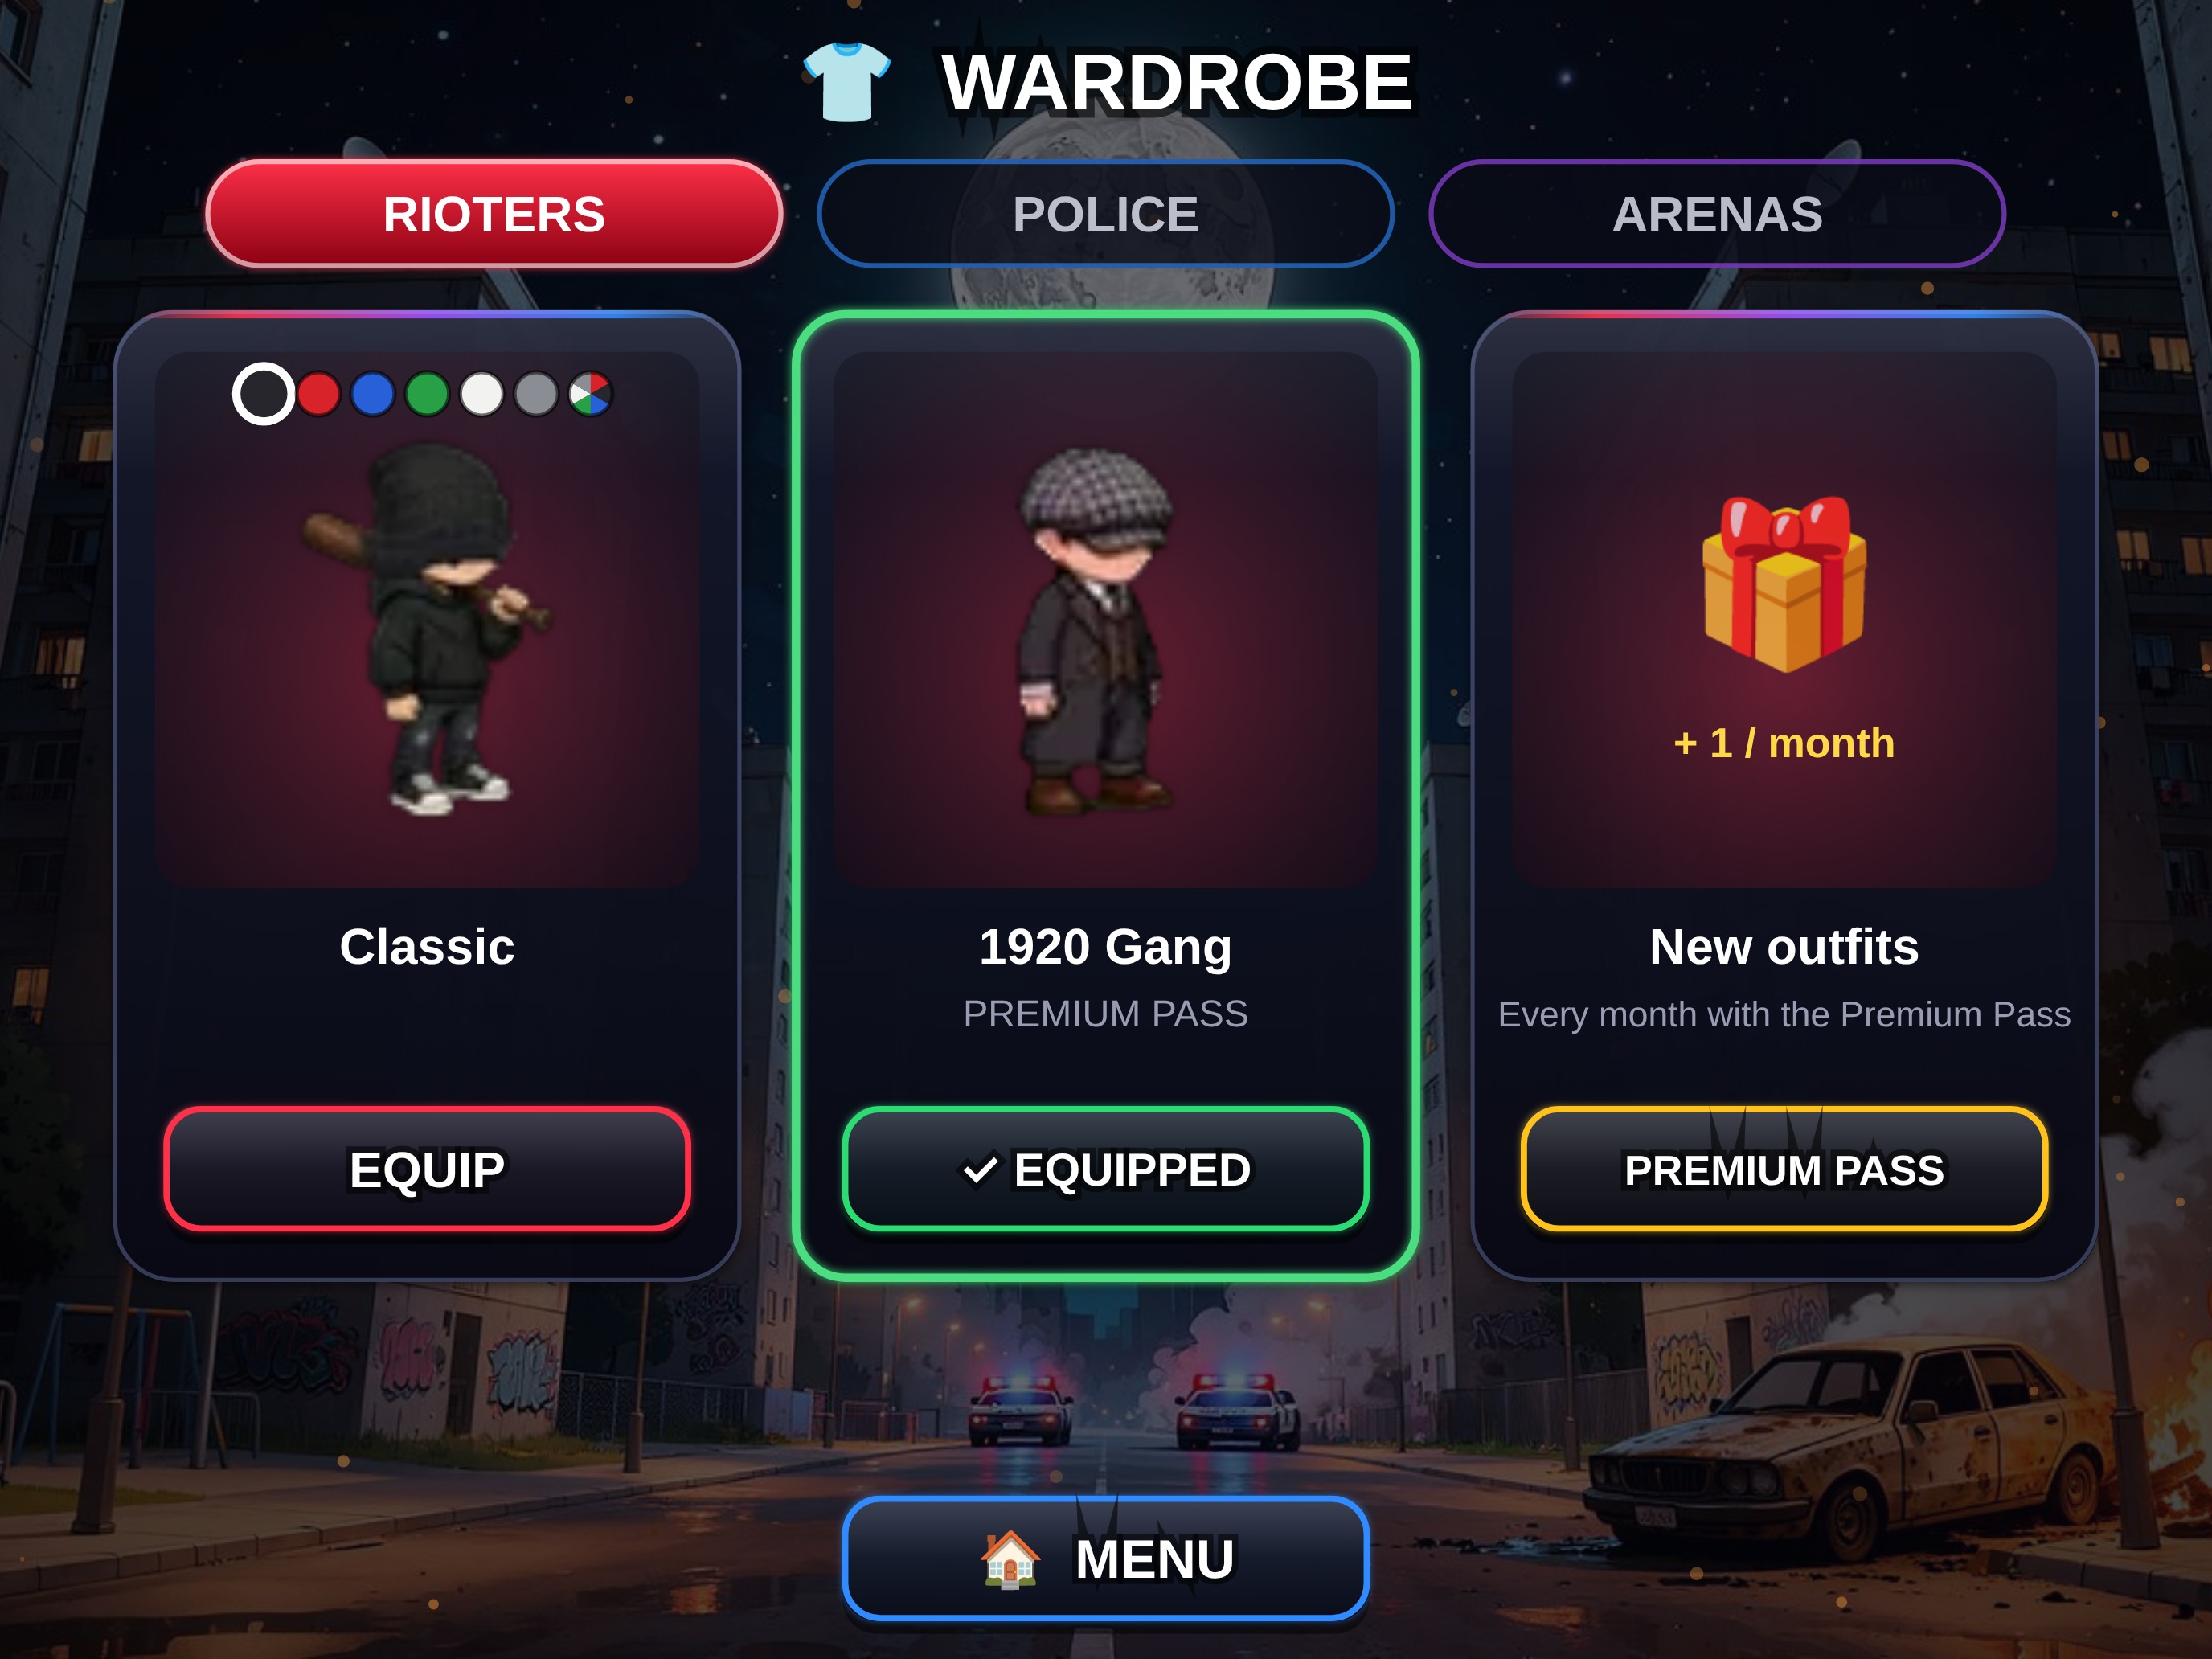 WARDROBE
RIOTERS
POLICE
ARENAS
+ 1 / month
Classic
1920 Gang
New outfits
PREMIUM PASS
Every month with the Premium Pass
EQUIP
✓ EQUIPPED
PREMIUM PASS
MENU